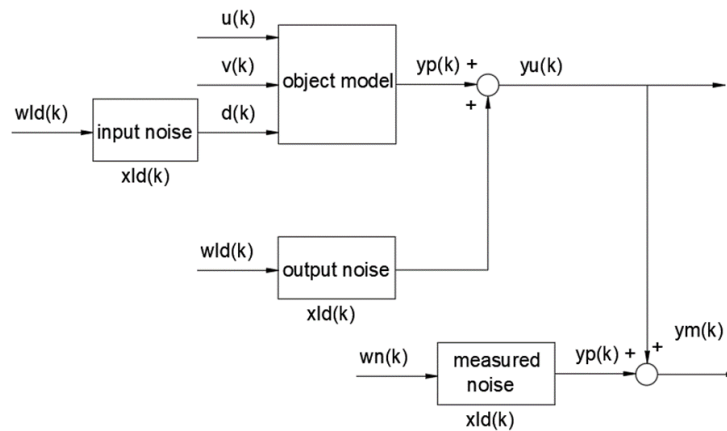 u(k)
v(k)
object model
yp(k) +
yu(k)
+
wld(k)
input noise
d(k)
xld(k)
wld(k)
output noise
xld(k)
wn(k)
measured
noise
yp(k) +
+
ym(k)
xld(k)